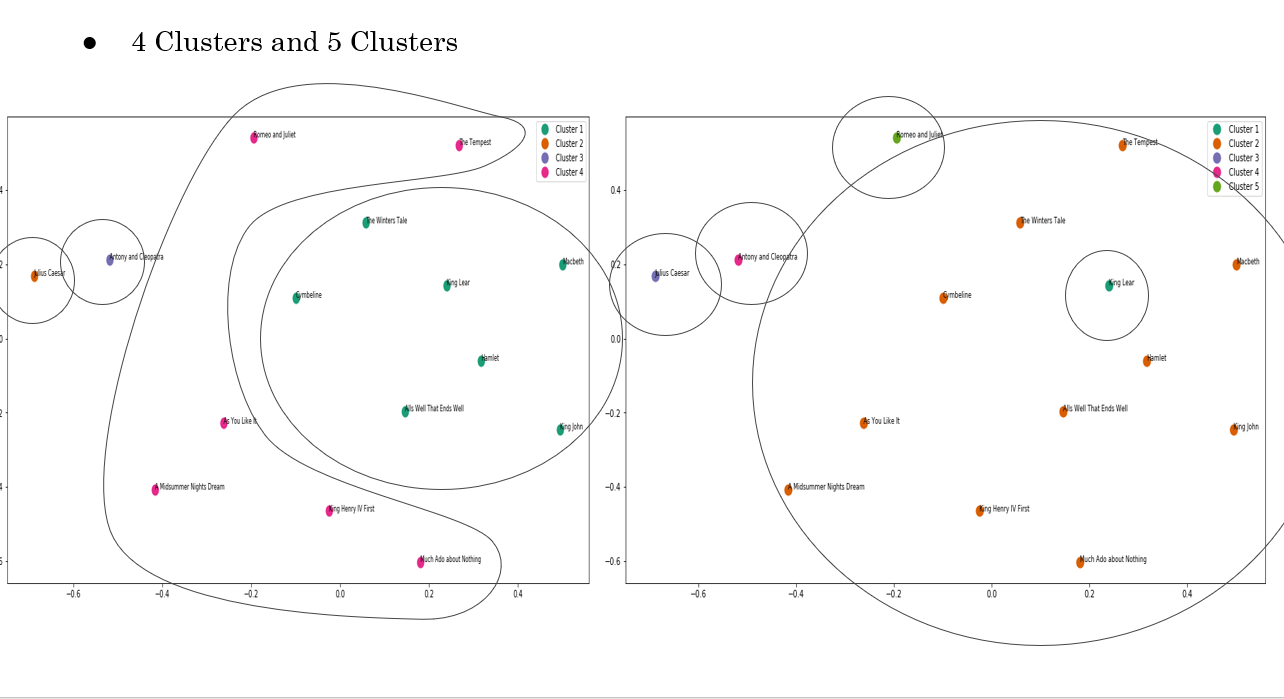 ● 4 Clusters and 5 Clusters
Romeo and Juliet
The Tempest
Cluster 1
Cluster 2
Cluster 3
Cluster 4
The Winters Tale
Antony and Cleopatra
Julius Caesar
Macbeth
King Lear
Cymbeline
Hamlet
Alls Well That Ends Well
As You Like It
King John
A Midsummer Nights Dream
King Henry IV First
Much Ado about Nothing
−0.6 −0.4 −0.2 0.0 0.2 0.4
Romeo and Juliet
The Tempest
Cluster 1
Cluster 2
Cluster 3
Cluster 4
Cluster 5
0.4
The Winters Tale
Antony and Cleopatra
0.2
Julius Caesar
Macbeth
King Lear
Cymbeline
0.0
Hamlet
−0.2
Alls Well That Ends Well
As You Like It
King John
−0.4
A Midsummer Nights Dream
King Henry IV First
−0.6
Much Ado about Nothing
−0.6 −0.4 −0.2 0.0 0.2 0.4